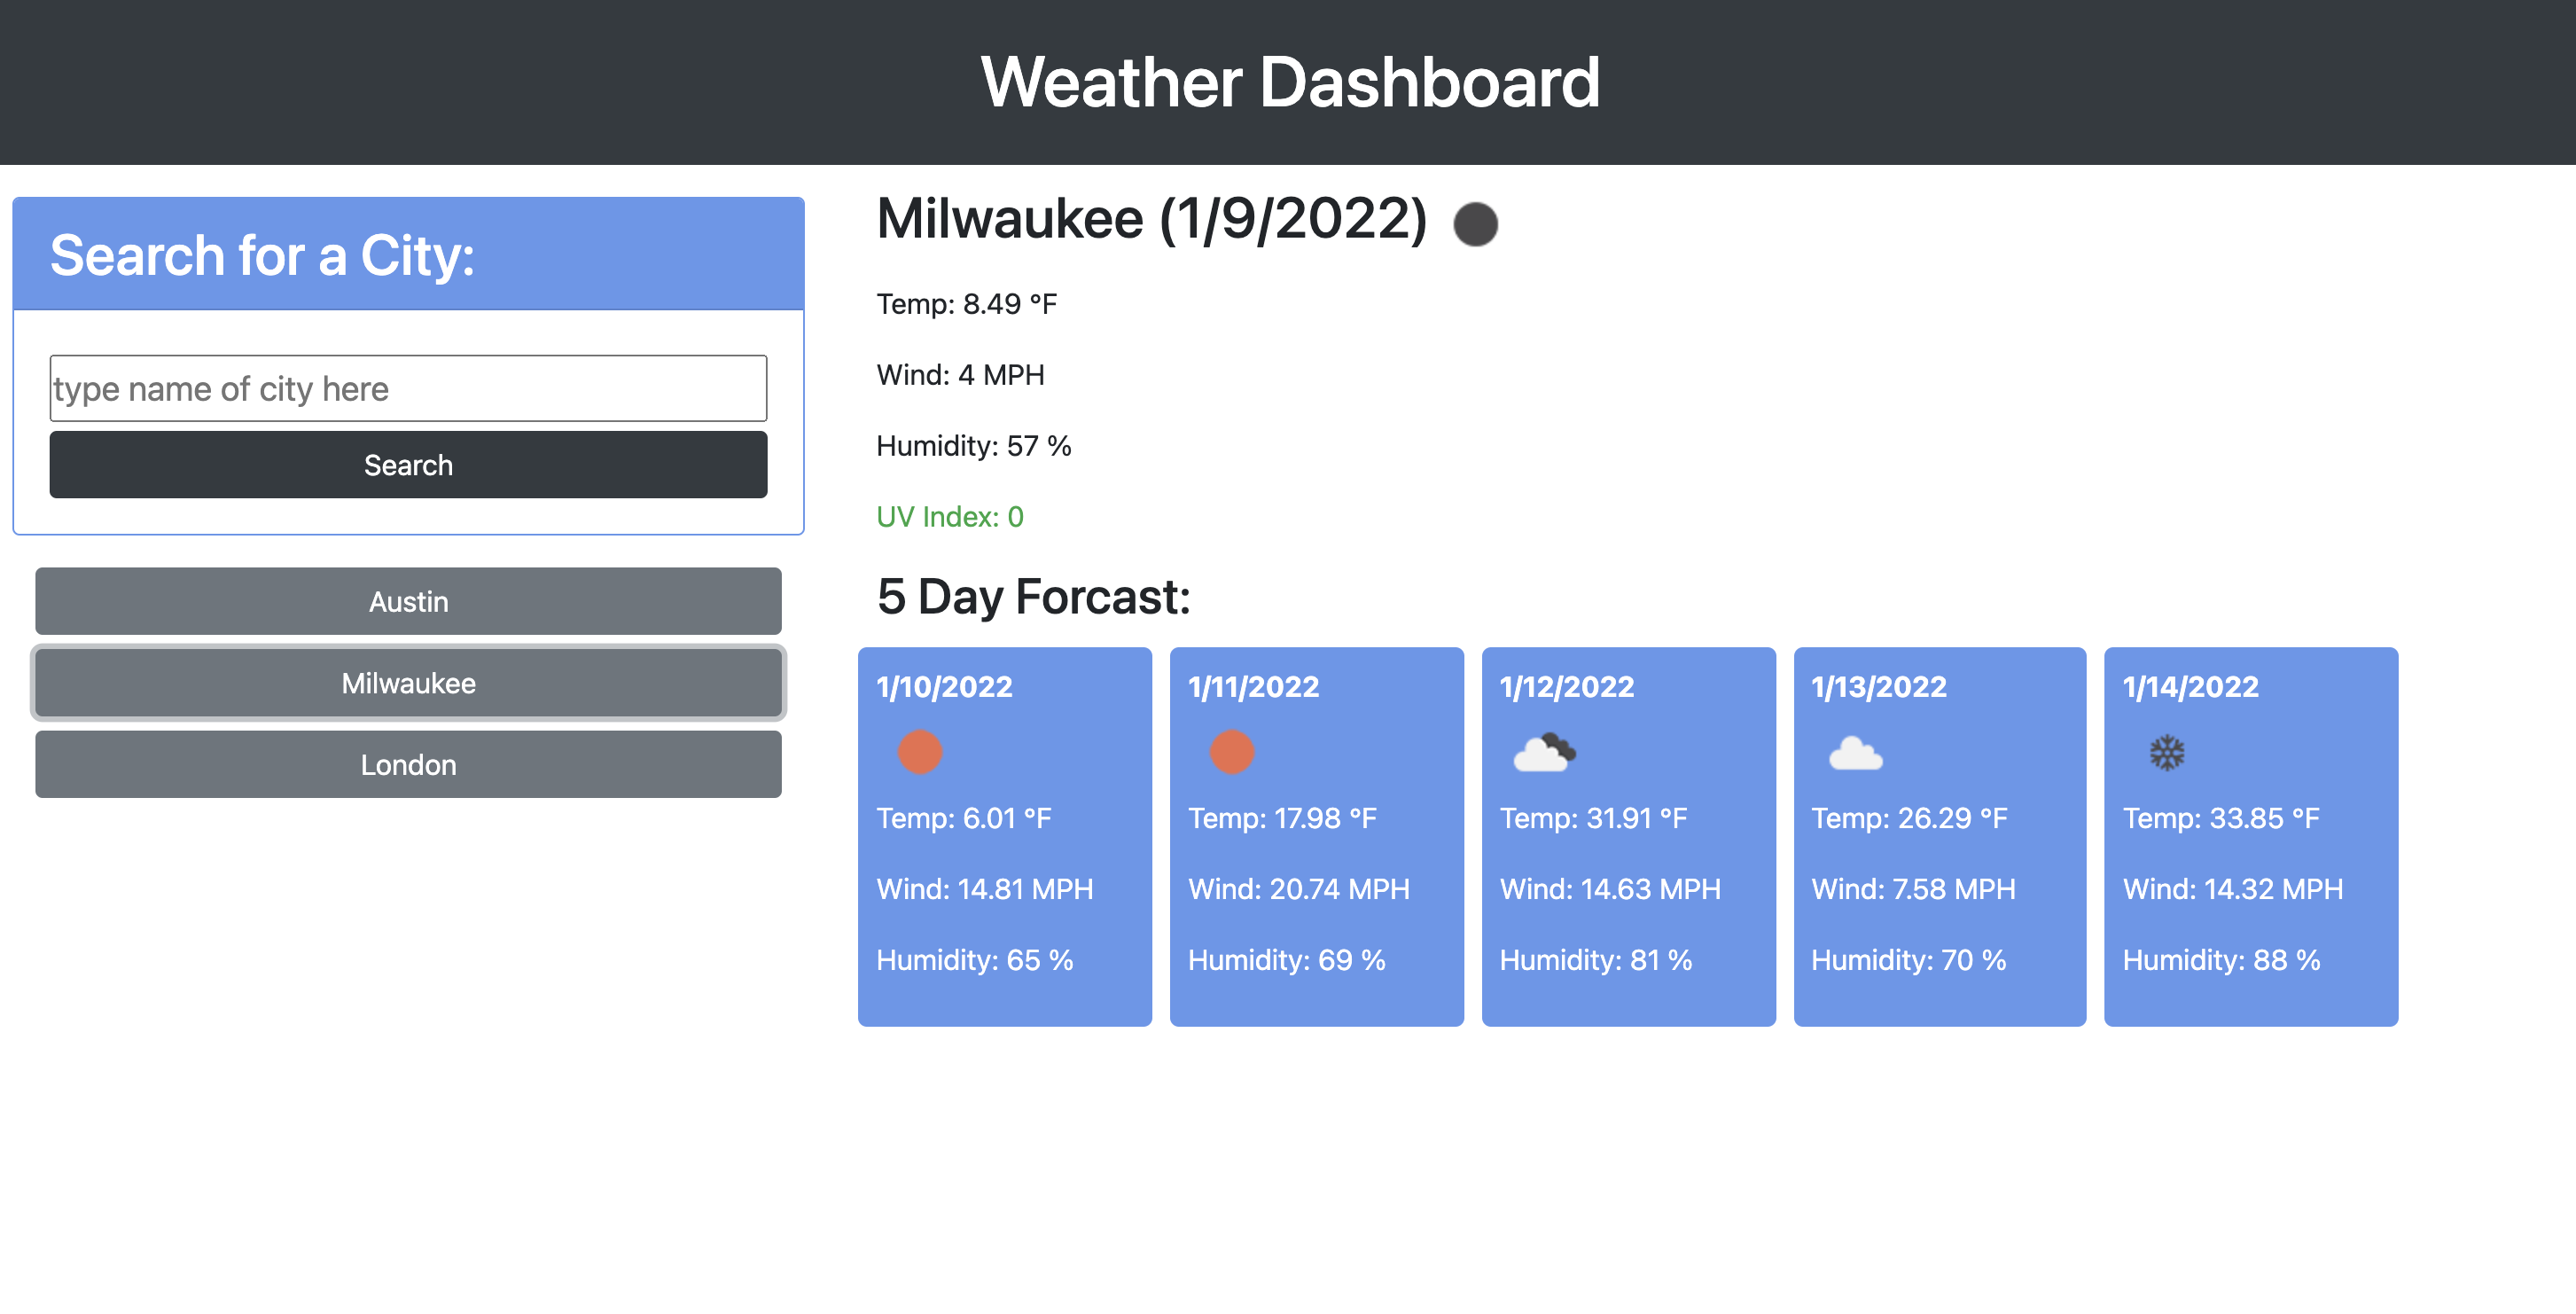 Weather Dashboard
Search for a City:
type name of city here
Search
Austin
Milwaukee
London
Milwaukee (1/9/2022)
Temp: 8.49 °F
Wind: 4 MPH
Humidity: 57 %
UV Index: 0
5 Day Forcast:
1/10/2022
Temp: 6.01 °F
Wind: 14.81 MPH
Humidity: 65 %
1/11/2022
Temp: 17.98 °F
Wind: 20.74 MPH
Humidity: 69 %
1/12/2022
Temp: 31.91 °F
Wind: 14.63 MPH
Humidity: 81 %
1/13/2022
Temp: 26.29 °F
Wind: 7.58 MPH
Humidity: 70 %
1/14/2022
Temp: 33.85 °F
Wind: 14.32 MPH
Humidity: 88 %